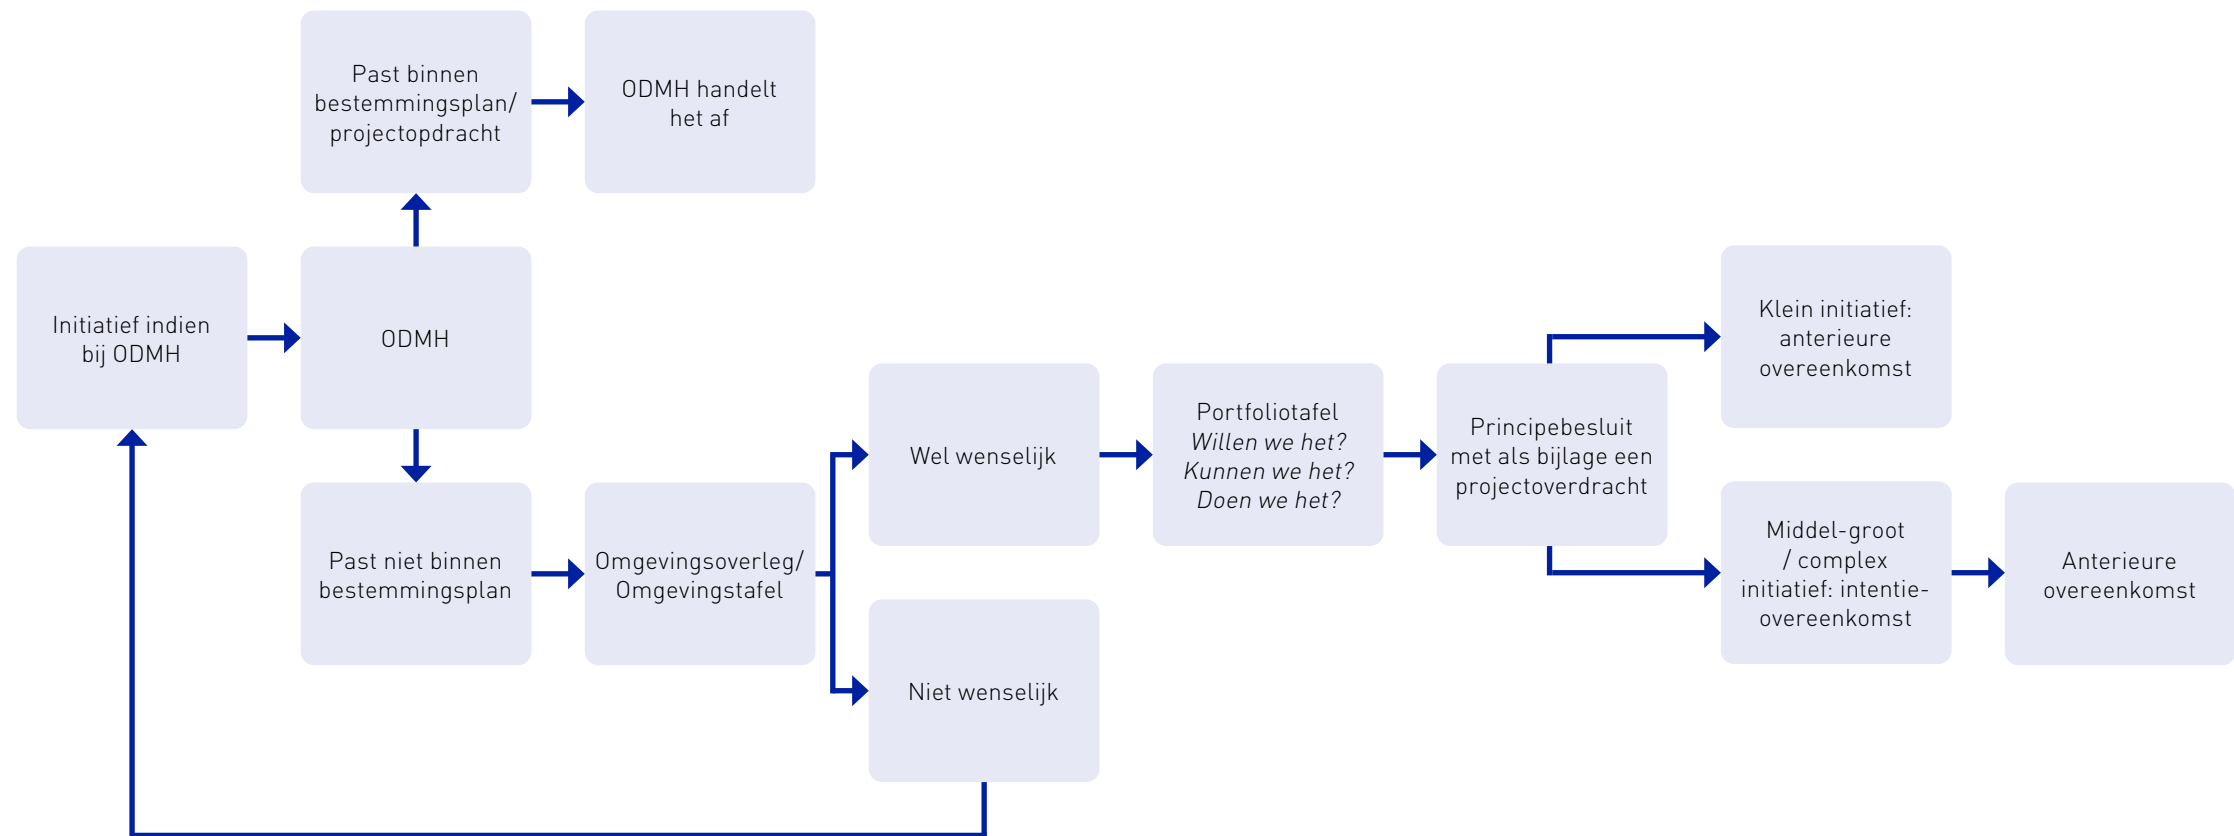 Past binnen
bestemmingsplan/
projectopdracht
ODMH handelt
het af
Initiatief indien
bij ODMH
ODMH
Past niet binnen
bestemmingsplan
Omgevingsoverleg/
Omgevingstafel
Wel wenselijk
Niet wenselijk
Portfoliotafel
Willen we het?
Kunnen we het?
Doen we het?
Principebesluit
met als bijlage een
projectoverdracht
Klein initiatief:
anterieure
overeenkomst
Middel-groot
/ complex
initiatief: intentie-
overeenkomst
Anterieure
overeenkomst